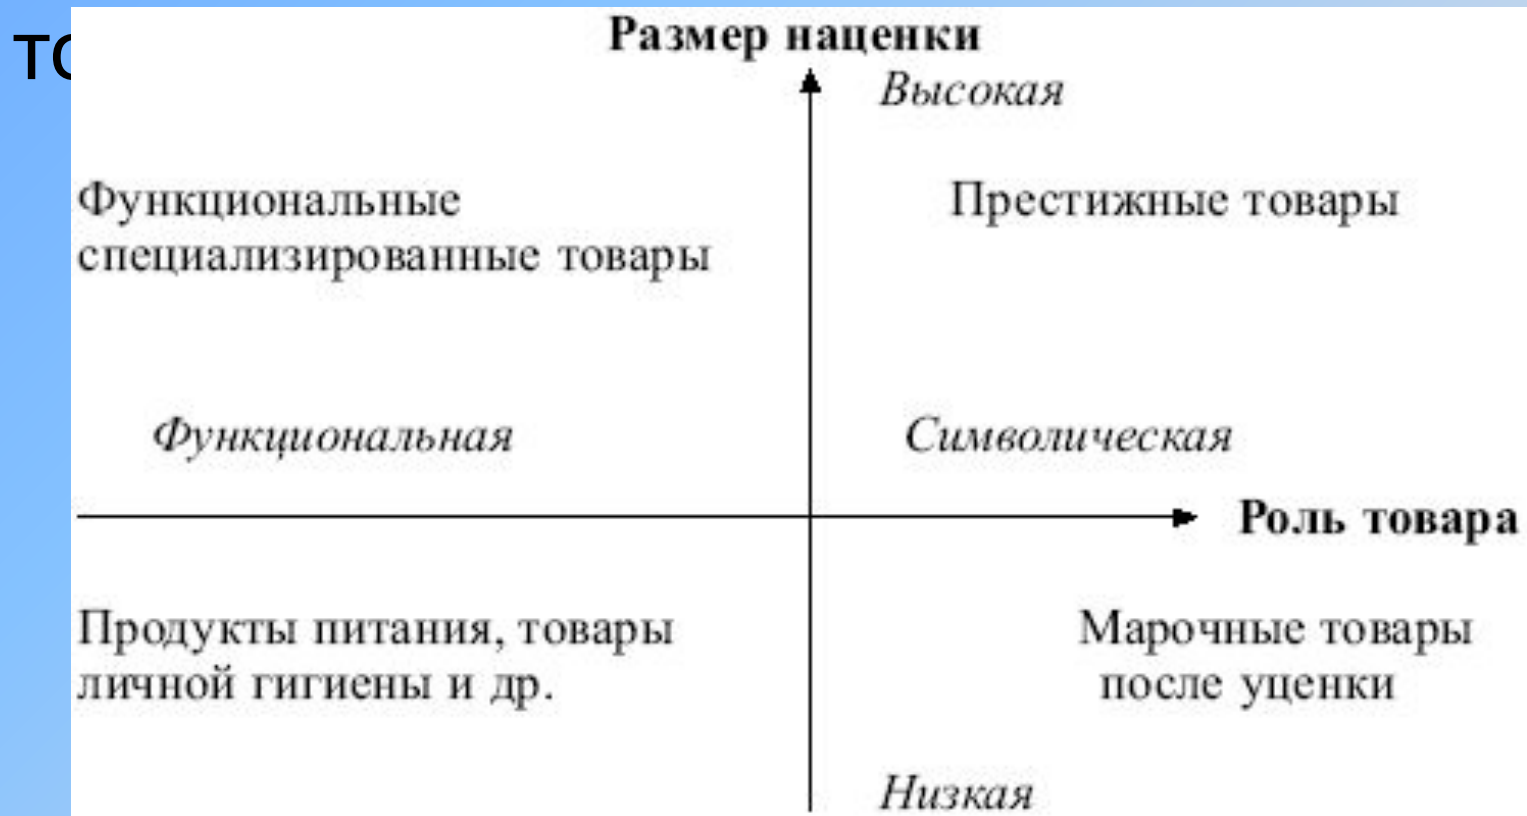 Размер наценки
Высокая
Функциональные
специализированные товары
Престижные товары
Функциональная
Символическая
Роль товара
Продукты питания, товары
личной гигиены и др.
Марочные товары
после уценки
Низкая